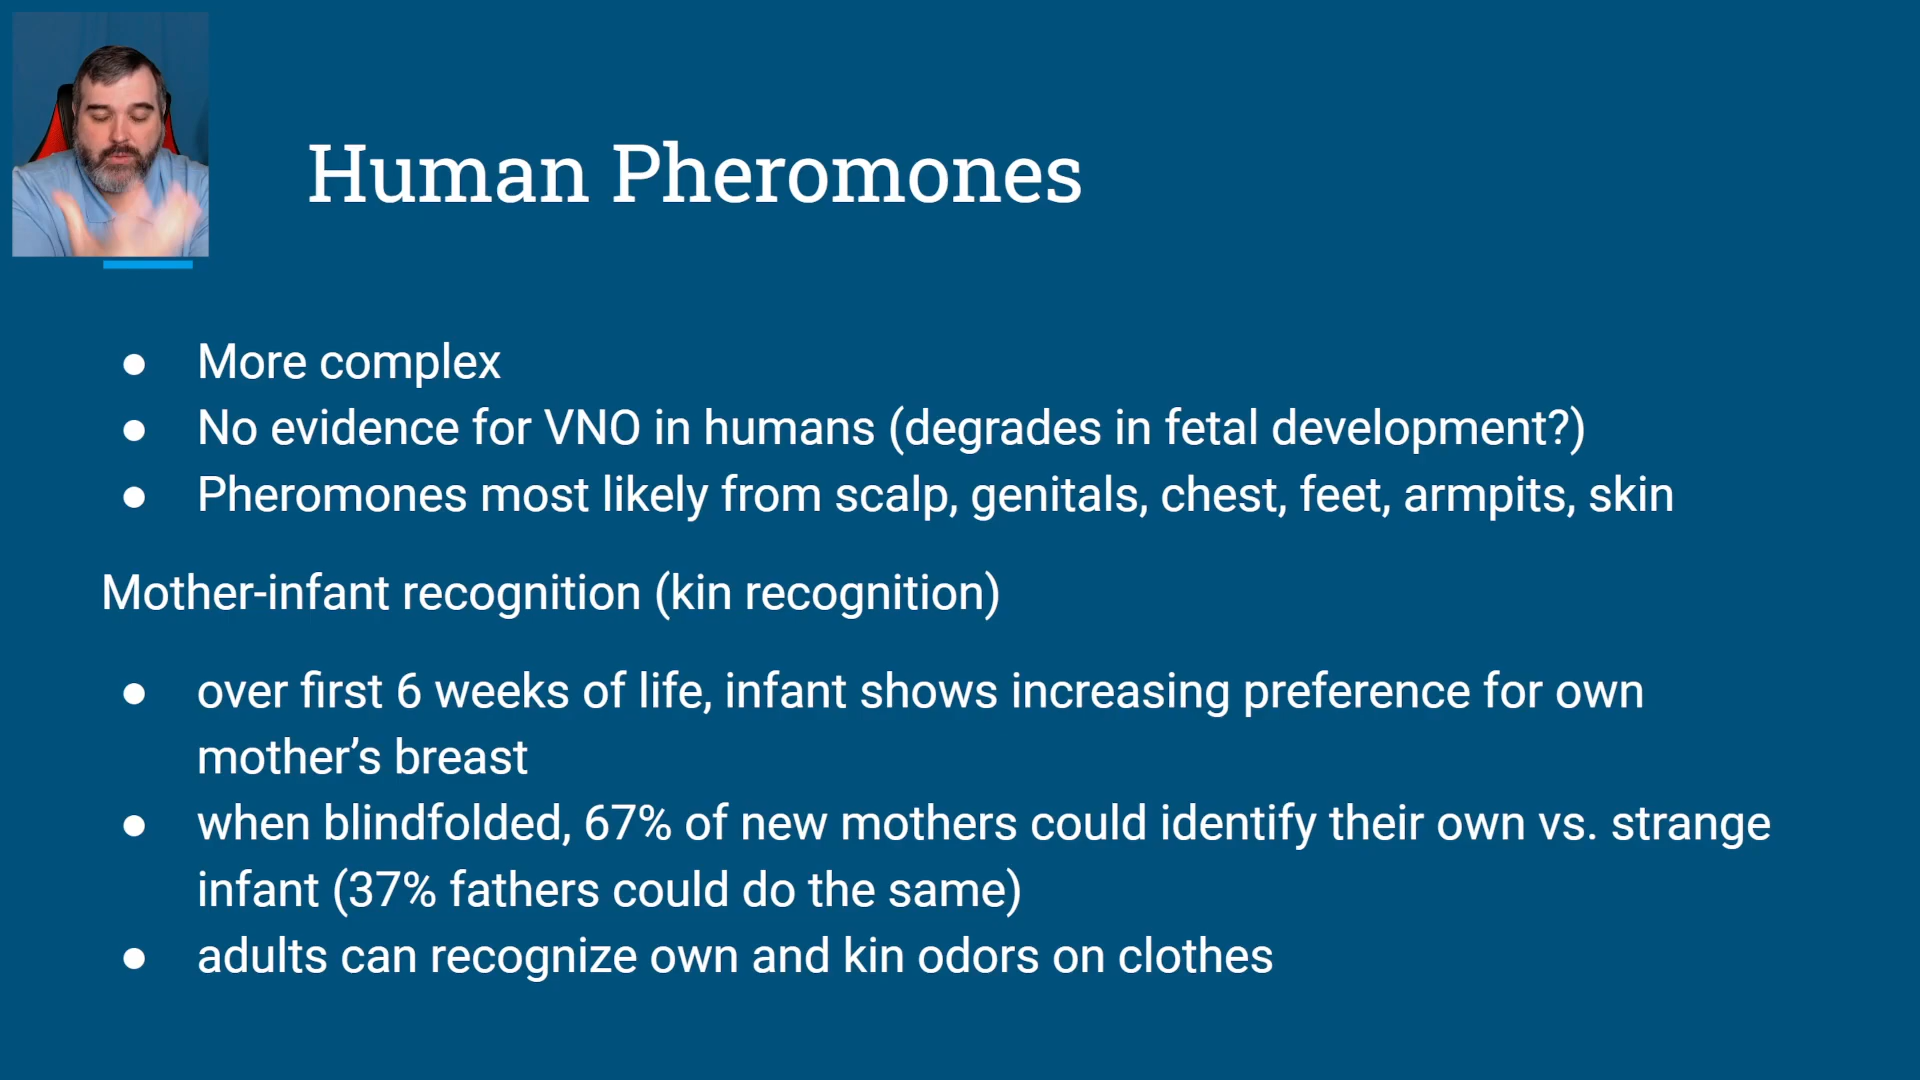 Human Pheromones
● More complex
● No evidence for VNO in humans (degrades in fetal development?)
● Pheromones most likely from scalp, genitals, chest, feet, armpits, skin
Mother-infant recognition (kin recognition)
● over first 6 weeks of life, infant shows increasing preference for own
mother’s breast
● when blindfolded, 67% of new mothers could identify their own vs. strange
infant (37% fathers could do the same)
● adults can recognize own and kin odors on clothes